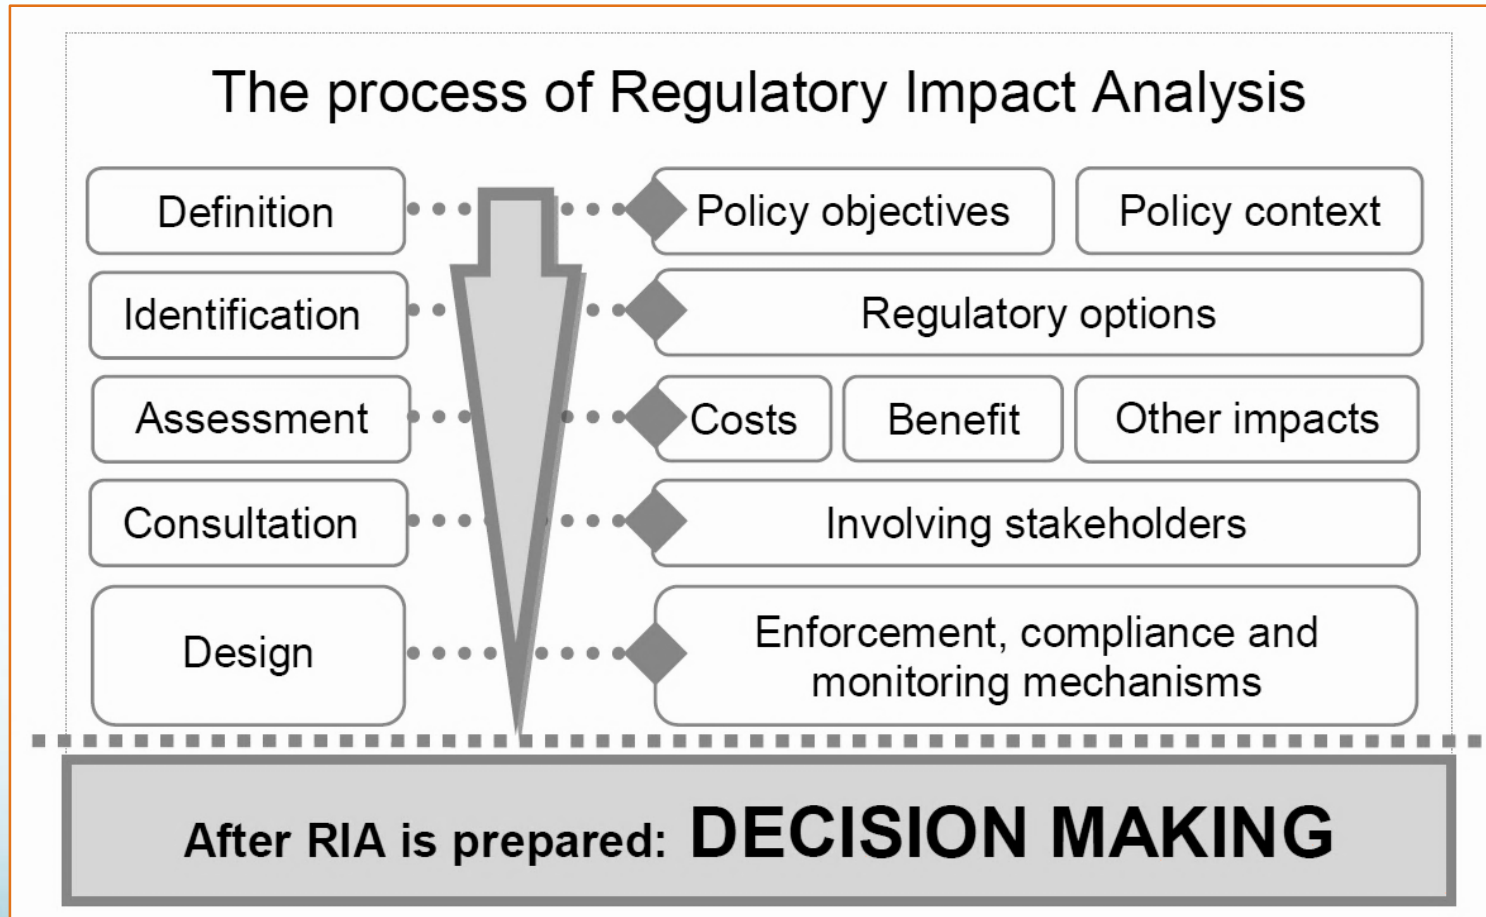 The process of Regulatory Impact Analysis
Definition
Policy objectives
Policy context
Identification
Regulatory options
Assessment
Costs
Benefit
Other impacts
Consultation
Involving stakeholders
Design
Enforcement, compliance and
monitoring mechanisms
After RIA is prepared: DECISION MAKING